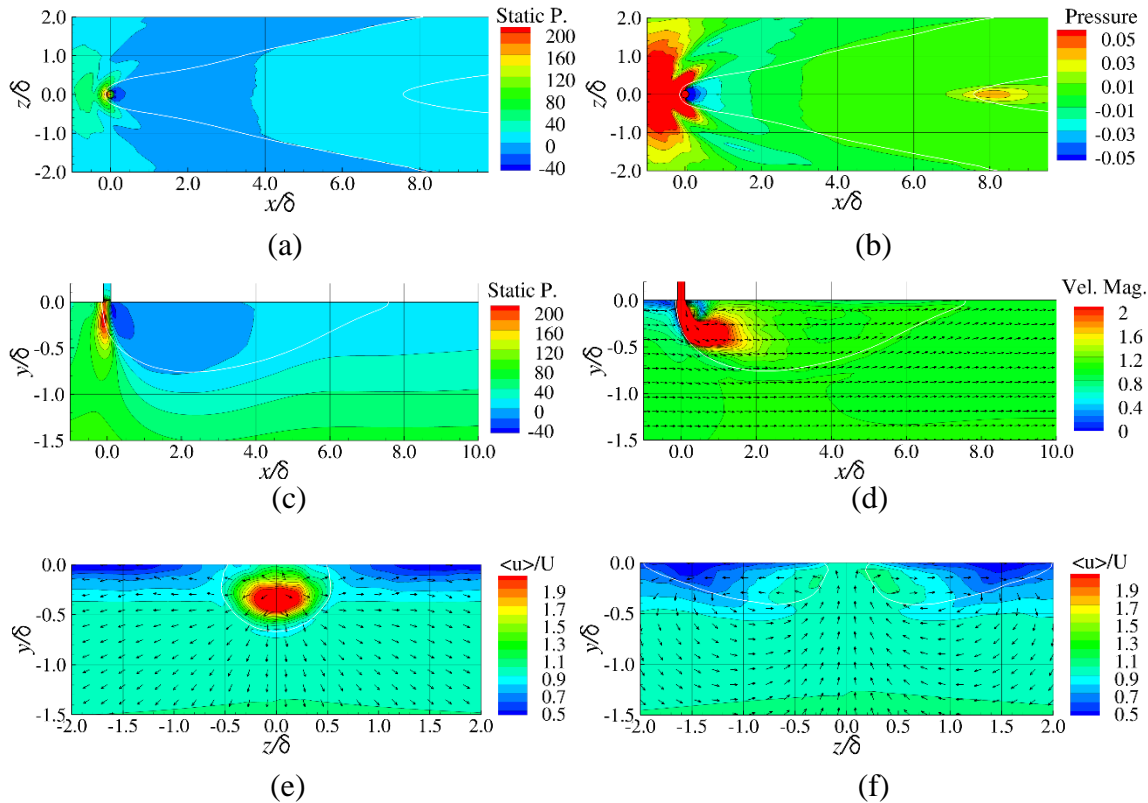 Static P.
200
160
120
80
40
0
-40
2.0
1.0
0.0
-1.0
-2.0
z/δ
0.0 2.0 4.0 6.0 8.0
x/δ
(a)
Pressure
0.05
0.03
0.01
-0.01
-0.03
-0.05
2.0
1.0
0.0
-1.0
-2.0
z/δ
0.0 2.0 4.0 6.0 8.0
x/δ
(b)
Static P.
200
160
120
80
40
0
-40
0.0
-0.5
-1.0
-1.5
y/δ
0.0 2.0 4.0 6.0 8.0 10.0
x/δ
(c)
Vel. Mag.
2
1.6
1.2
0.8
0.4
0
0.0
-0.5
-1.0
-1.5
y/δ
0.0 2.0 4.0 6.0 8.0 10.0
x/δ
(d)
<u>/U
1.9
1.7
1.5
1.3
1.1
0.9
0.7
0.5
0.0
-0.5
-1.0
-1.5
y/δ
-2.0 -1.5 -1.0 -0.5 0.0 0.5 1.0 1.5 2.0
z/δ
(e)
<u>/U
1.9
1.7
1.5
1.3
1.1
0.9
0.7
0.5
0.0
-0.5
-1.0
-1.5
y/δ
-2.0 -1.5 -1.0 -0.5 0.0 0.5 1.0 1.5 2.0
z/δ
(f)